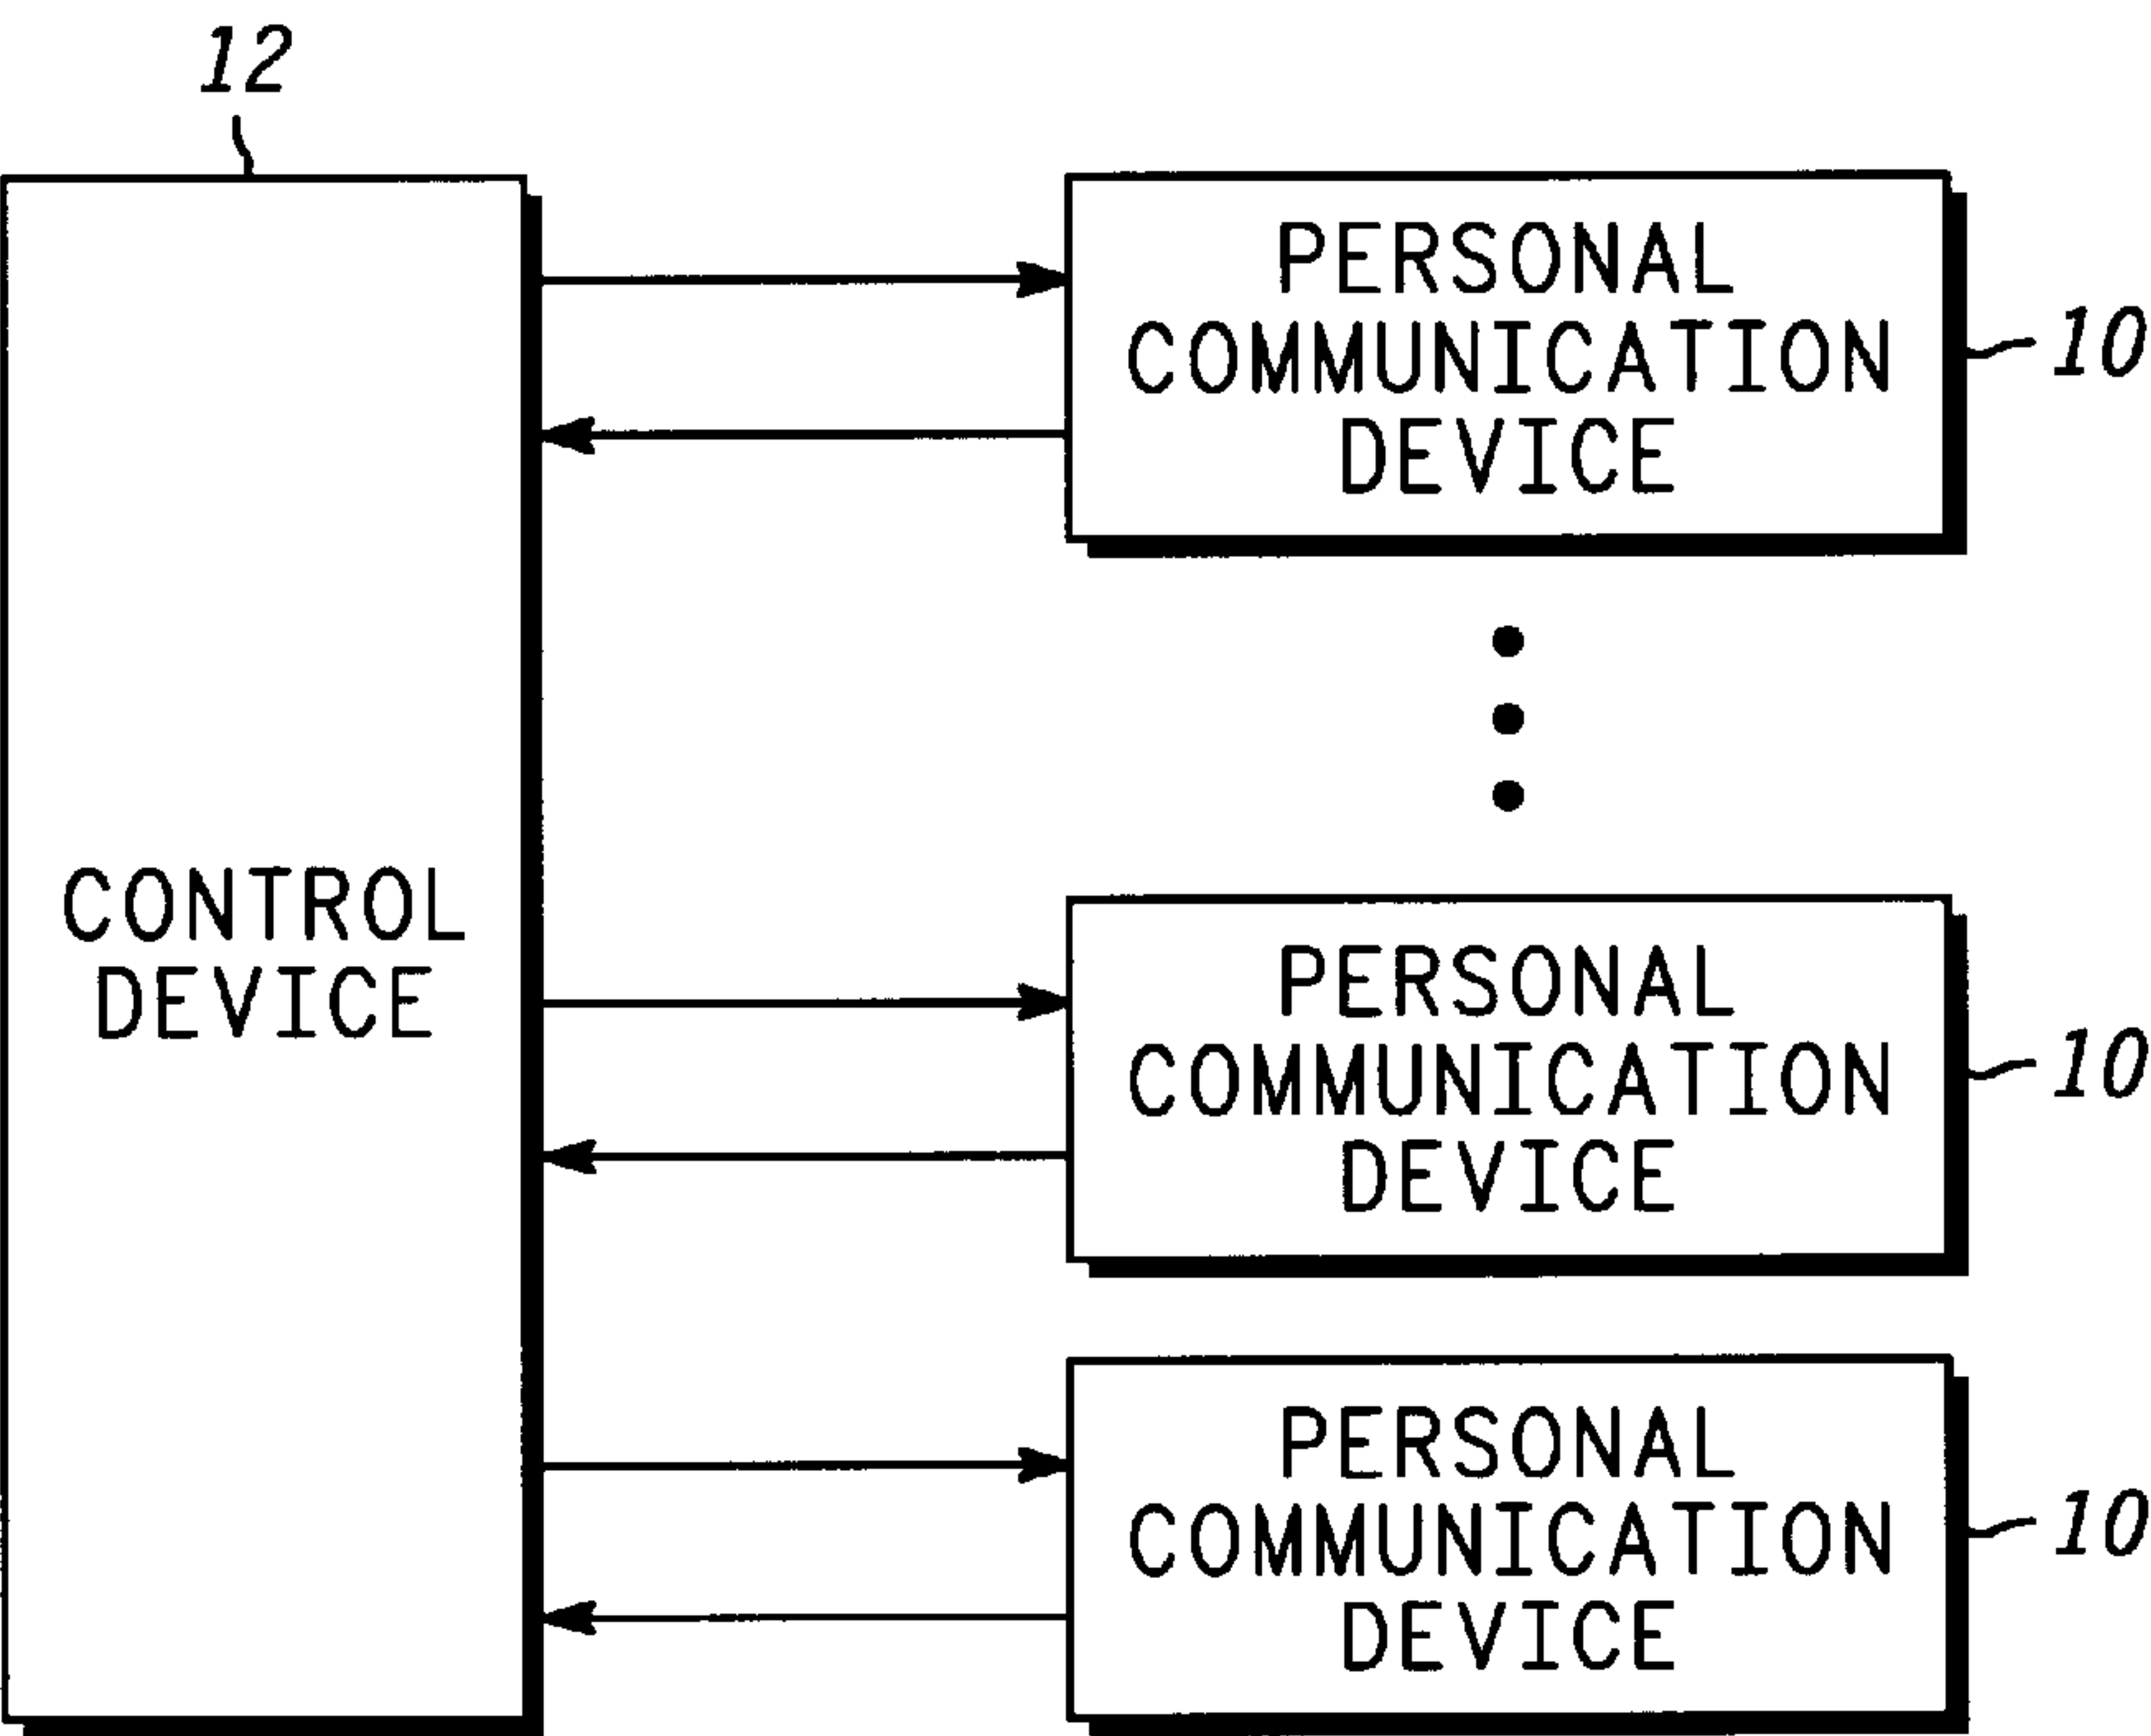 12
PERSONAL
COMMUNICATION
DEVICE
10
CONTROL
DEVICE
PERSONAL
COMMUNICATION
DEVICE
10
PERSONAL
COMMUNICATION
DEVICE
10